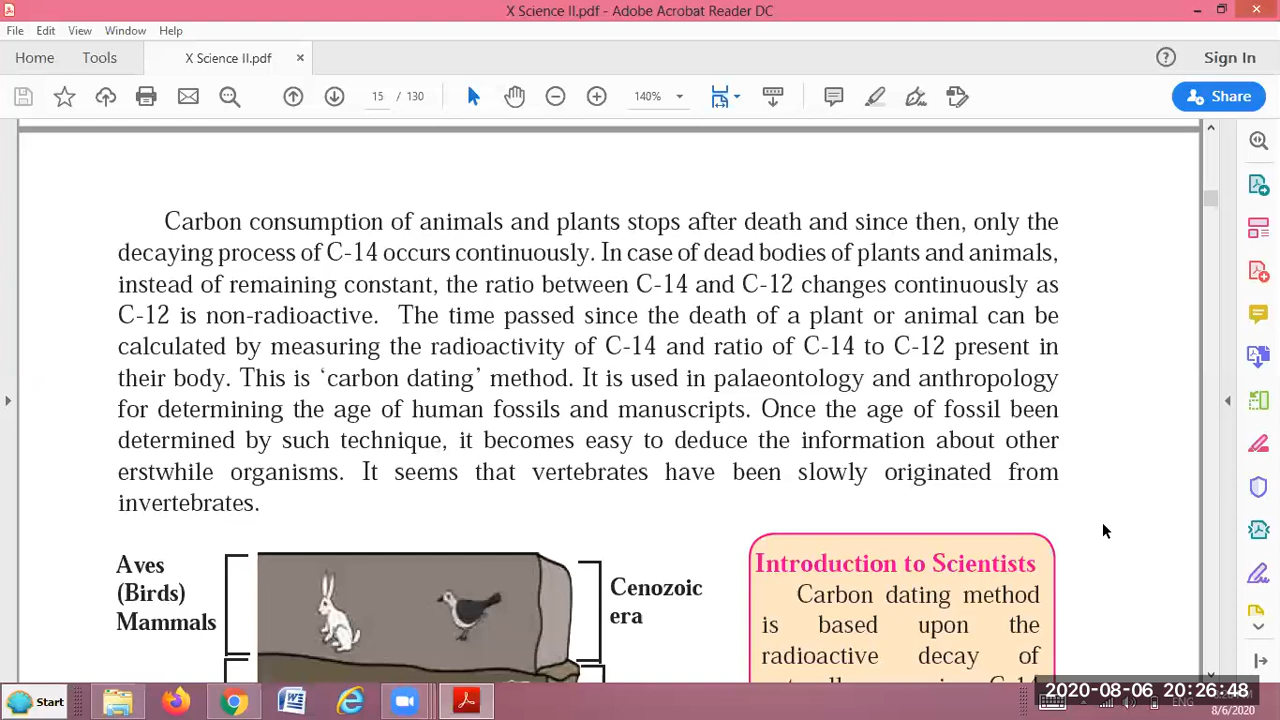 X Science II.pdf - Adobe Acrobat Reader DC
File Edit View Window Help
Home Tools X Science II.pdf × Sign In
15 / 130 140% Share
Carbon consumption of animals and plants stops after death and since then, only the
decaying process of C-14 occurs continuously. In case of dead bodies of plants and animals,
instead of remaining constant, the ratio between C-14 and C-12 changes continuously as
C-12 is non-radioactive. The time passed since the death of a plant or animal can be
calculated by measuring the radioactivity of C-14 and ratio of C-14 to C-12 present in
their body. This is ‘carbon dating’ method. It is used in palaeontology and anthropology
for determining the age of human fossils and manuscripts. Once the age of fossil been
determined by such technique, it becomes easy to deduce the information about other
erstwhile organisms. It seems that vertebrates have been slowly originated from
invertebrates.
Aves
(Birds)
Mammals
Cenozoic
era
Introduction to Scientists
Carbon dating method
is based upon the
radioactive decay of
Start
2020-08-06 20:26:48
ENG 8/6/2020